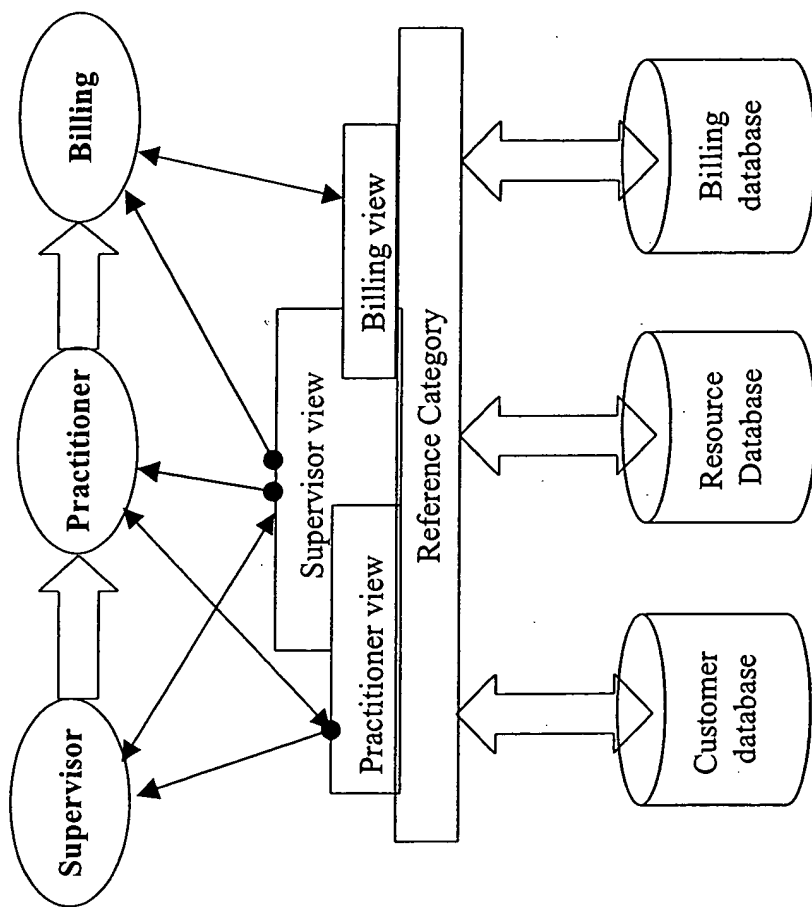 Supervisor
Practitioner
Billing
Supervisor view
Practitioner view
Billing view
Reference Category
Customer
database
Resource
Database
Billing
database